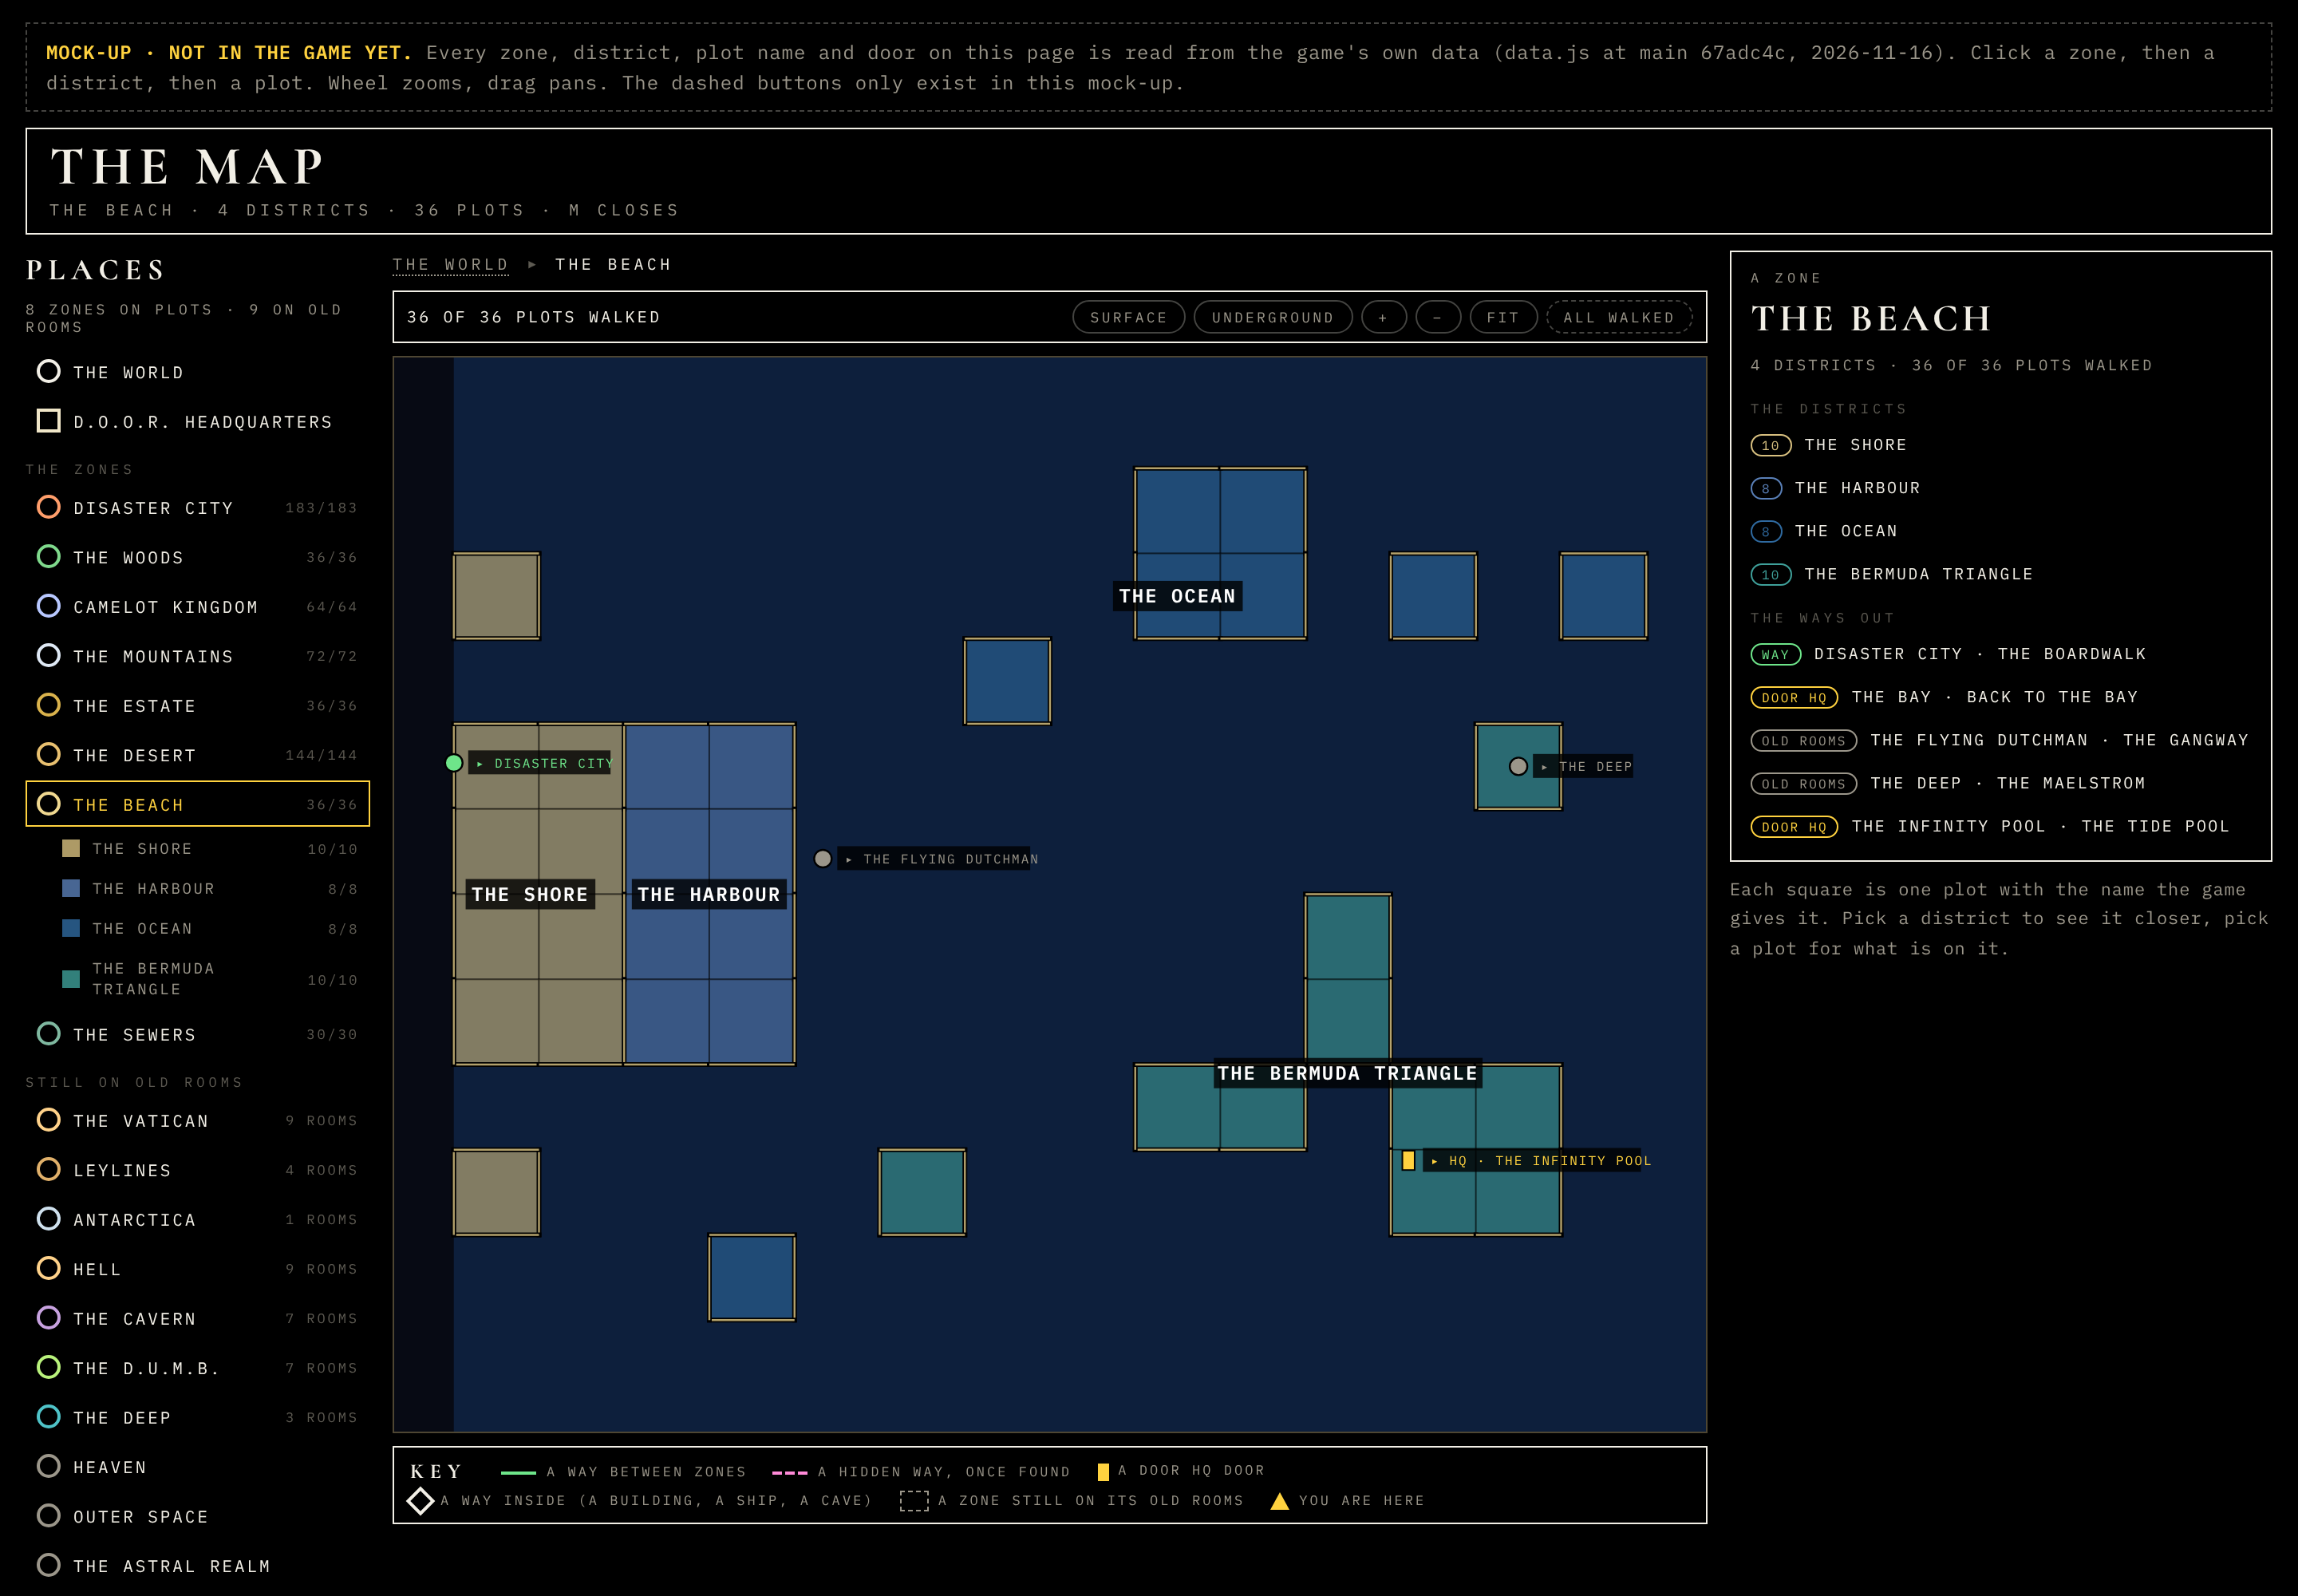 MOCK-UP · NOT IN THE GAME YET. Every zone, district, plot name and door on this page is read from the game's own data (data.js at main 67adc4c, 2026-11-16). Click a zone, then a
district, then a plot. Wheel zooms, drag pans. The dashed buttons only exist in this mock-up.
THE MAP
THE BEACH · 4 DISTRICTS · 36 PLOTS · M CLOSES
PLACES
8 ZONES ON PLOTS · 9 ON OLD
ROOMS
THE WORLD
D.O.O.R. HEADQUARTERS
THE ZONES
DISASTER CITY 183/183
THE WOODS 36/36
CAMELOT KINGDOM 64/64
THE MOUNTAINS 72/72
THE ESTATE 36/36
THE DESERT 144/144
THE BEACH 36/36
THE SHORE 10/10
THE HARBOUR 8/8
THE OCEAN 8/8
THE BERMUDA
TRIANGLE 10/10
THE SEWERS 30/30
STILL ON OLD ROOMS
THE VATICAN 9 ROOMS
LEYLINES 4 ROOMS
ANTARCTICA 1 ROOMS
HELL 9 ROOMS
THE CAVERN 7 ROOMS
THE D.U.M.B. 7 ROOMS
THE DEEP 3 ROOMS
HEAVEN
OUTER SPACE
THE ASTRAL REALM
THE WORLD ▸ THE BEACH
36 OF 36 PLOTS WALKED
SURFACE UNDERGROUND + − FIT ALL WALKED
THE OCEAN
▸ DISASTER CITY
▸ THE DEEP
▸ THE FLYING DUTCHMAN
THE SHORE THE HARBOUR
THE BERMUDA TRIANGLE
▸ HQ · THE INFINITY POOL
KEY A WAY BETWEEN ZONES A HIDDEN WAY, ONCE FOUND A DOOR HQ DOOR
A WAY INSIDE (A BUILDING, A SHIP, A CAVE) A ZONE STILL ON ITS OLD ROOMS YOU ARE HERE
A ZONE
THE BEACH
4 DISTRICTS · 36 OF 36 PLOTS WALKED
THE DISTRICTS
10 THE SHORE
8 THE HARBOUR
8 THE OCEAN
10 THE BERMUDA TRIANGLE
THE WAYS OUT
WAY DISASTER CITY · THE BOARDWALK
DOOR HQ THE BAY · BACK TO THE BAY
OLD ROOMS THE FLYING DUTCHMAN · THE GANGWAY
OLD ROOMS THE DEEP · THE MAELSTROM
DOOR HQ THE INFINITY POOL · THE TIDE POOL
Each square is one plot with the name the game
gives it. Pick a district to see it closer, pick
a plot for what is on it.